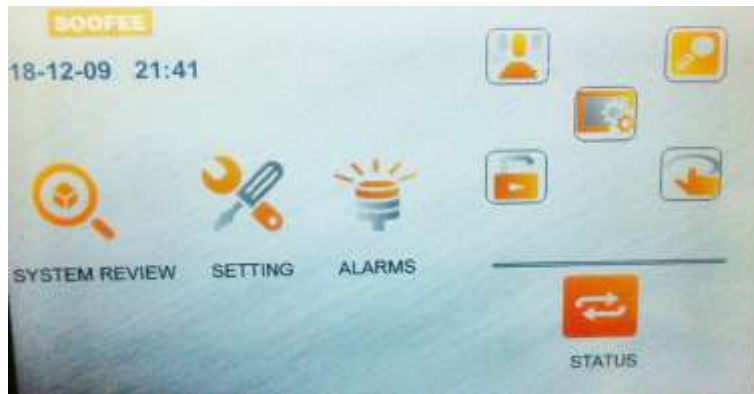 SOOFEE
18-12-09 21:41
SYSTEM REVIEW SETTING ALARMS
STATUS